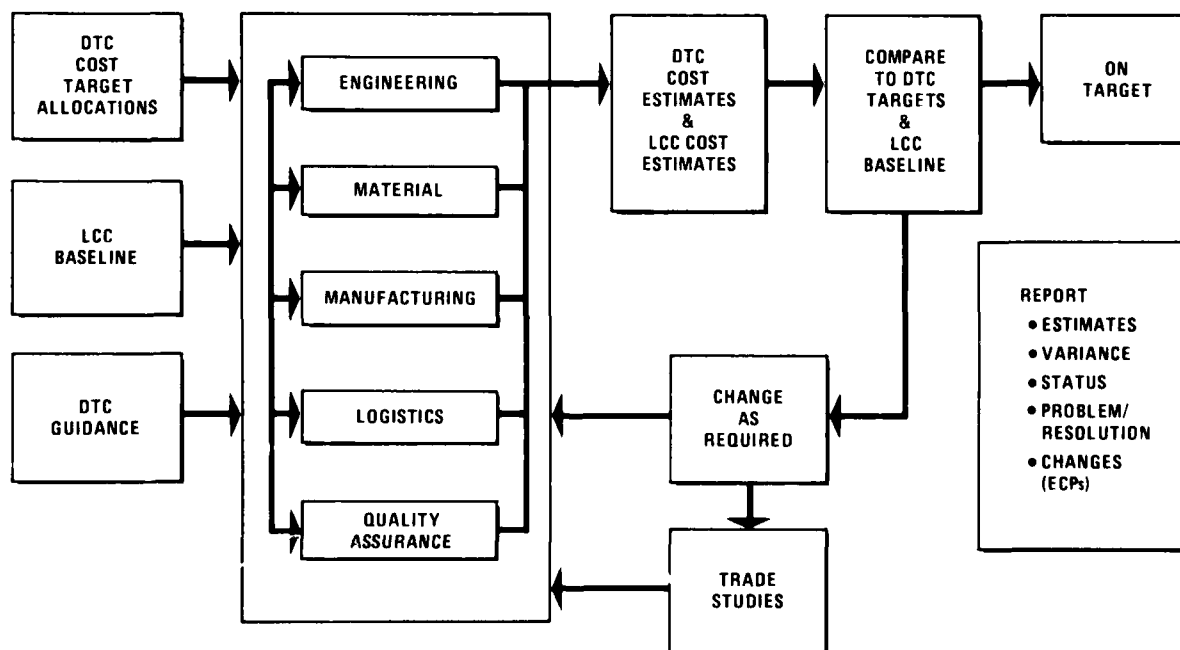 DTC
COST
TARGET
ALLOCATIONS
LCC
BASELINE
DTC
GUIDANCE
ENGINEERING
MATERIAL
MANUFACTURING
LOGISTICS
QUALITY
ASSURANCE
DTC
COST
ESTIMATES
&
LCC COST
ESTIMATES
COMPARE
TO DTC
TARGETS
&
LCC
BASELINE
ON
TARGET
CHANGE
AS
REQUIRED
TRADE
STUDIES
REPORT
• ESTIMATES
• VARIANCE
• STATUS
• PROBLEM/
RESOLUTION
• CHANGES
(ECPs)